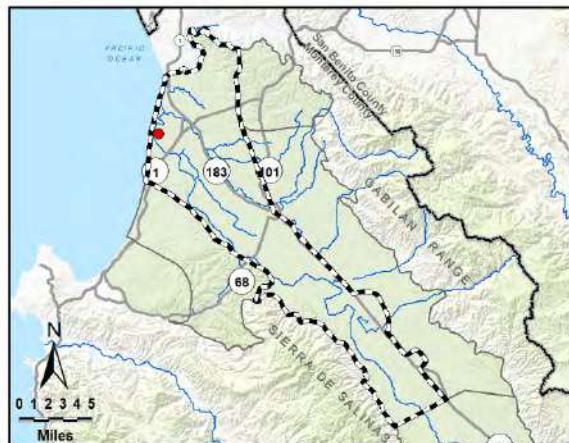 PACIFIC
OCEAN
1
San Benito County
Monterey County
1
183
101
68
GABILAN RANGE
SIERRA DE SALINAS
N
0 1 2 3 4 5
Miles